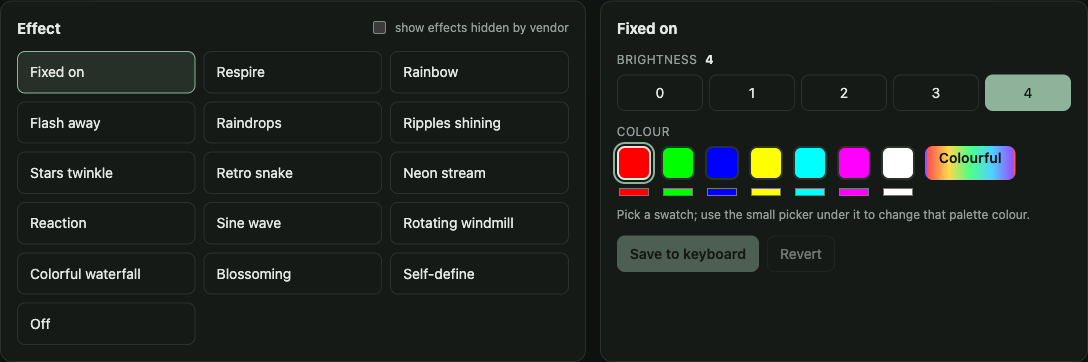 Effect
show effects hidden by vendor
Fixed on
Respire
Rainbow
Flash away
Raindrops
Ripples shining
Stars twinkle
Retro snake
Neon stream
Reaction
Sine wave
Rotating windmill
Colorful waterfall
Blossoming
Self-define
Off
Fixed on
BRIGHTNESS 4
0
1
2
3
4
COLOUR
Colourful
Pick a swatch; use the small picker under it to change that palette colour.
Save to keyboard
Revert